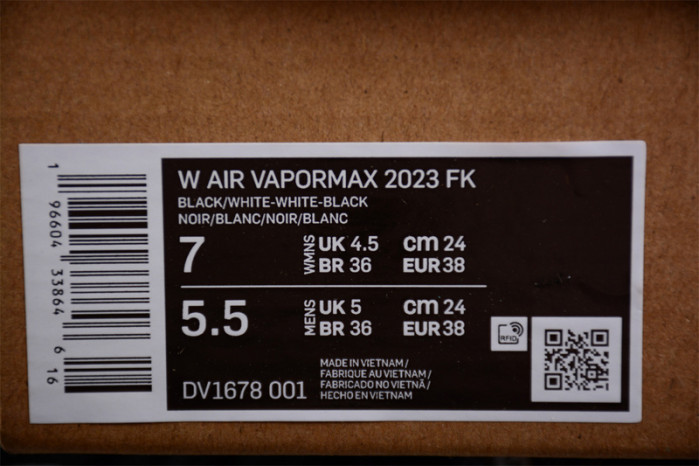 W AIR VAPORMAX 2023 FK
BLACK/WHITE-WHITE-BLACK
NOIR/BLANC/NOIR/BLANC
7
WMNS
UK 4.5 cm 24
BR 36 EUR 38
5.5
MENS
UK 5 cm 24
BR 36 EUR 38
RFID
DV1678 001
MADE IN VIETNAM /
FABRIQUE AU VIETNAM /
FABRICADO NO VIETNÃ /
HECHO EN VIETNAM
1 96604 33864 6 16